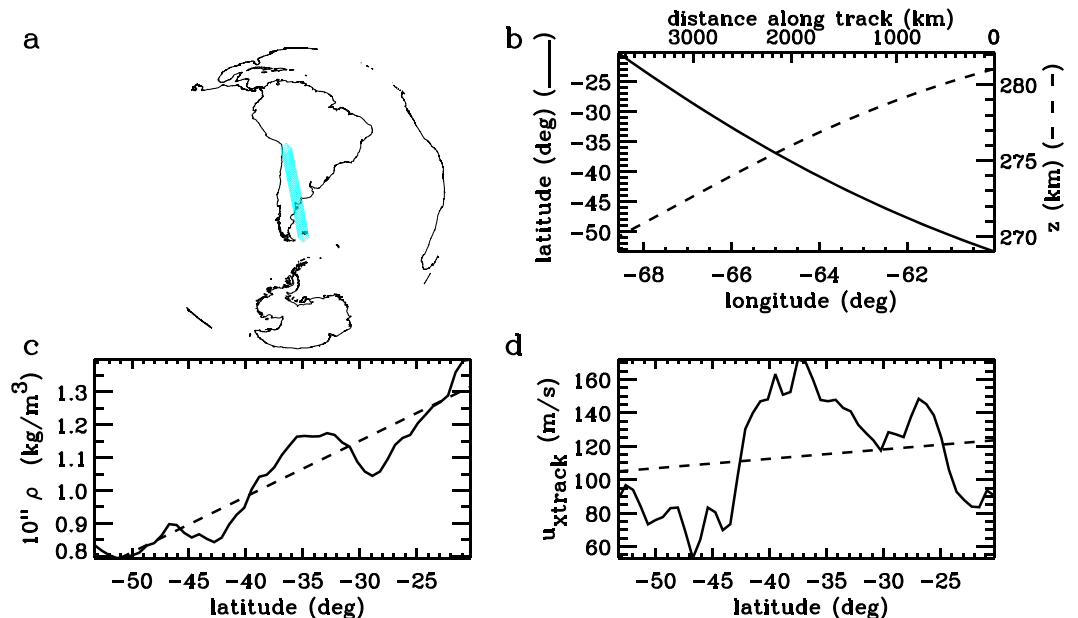 a
b
distance along track (km)
3000 2000 1000 0
latitude (deg) (——)
−25
−30
−35
−40
−45
−50
280
275
270
z (km) (− −)
−68 −66 −64 −62
longitude (deg)
c
10¹¹ ρ (kg/m³)
1.3
1.2
1.1
1.0
0.9
0.8
−50 −45 −40 −35 −30 −25
latitude (deg)
d
uxtrack (m/s)
160
140
120
100
80
60
−50 −45 −40 −35 −30 −25
latitude (deg)